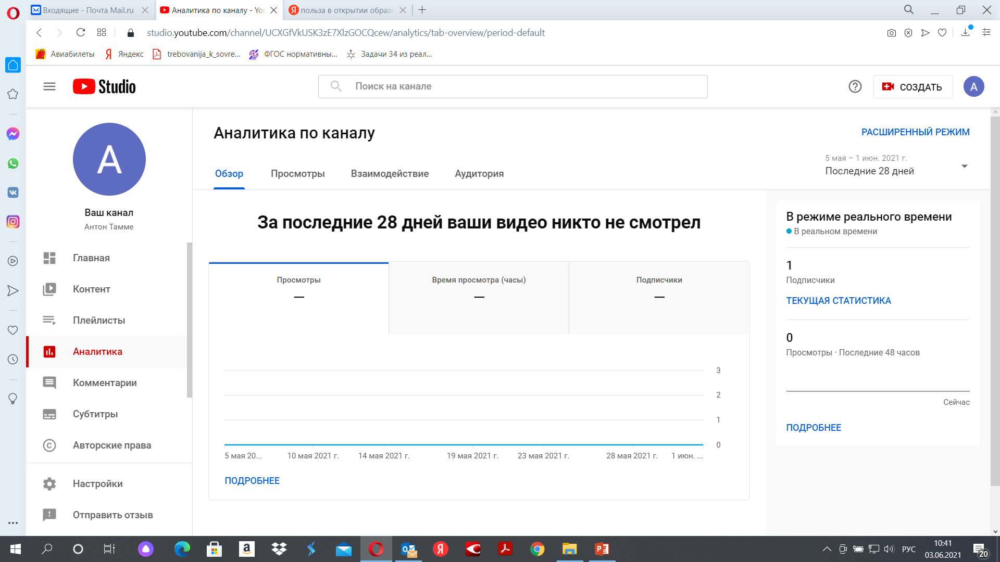 Входящие - Почта Mail.ru
Аналитика по каналу - You
польза в открытии образо
studio.youtube.com/channel/UCXGfVkUSK3zE7XlzGOCQcew/analytics/tab-overview/period-default
Авиабилеты
Яндекс
trebovanija_k_sovre...
ФГОС нормативны...
Задачи 34 из реал...
Studio
Поиск на канале
СОЗДАТЬ
A
A
Ваш канал
Антон Тамме
Главная
Контент
Плейлисты
Аналитика
Комментарии
Субтитры
Авторские права
Настройки
Отправить отзыв
Аналитика по каналу
РАСШИРЕННЫЙ РЕЖИМ
Обзор
Просмотры
Взаимодействие
Аудитория
5 мая – 1 июн. 2021 г.
Последние 28 дней
За последние 28 дней ваши видео никто не смотрел
Просмотры
—
Время просмотра (часы)
—
Подписчики
—
3
2
1
0
5 мая 20...
10 мая 2021 г.
14 мая 2021 г.
19 мая 2021 г.
23 мая 2021 г.
28 мая 2021 г.
1 июн. ...
ПОДРОБНЕЕ
В режиме реального времени
В реальном времени
1
Подписчики
ТЕКУЩАЯ СТАТИСТИКА
0
Просмотры · Последние 48 часов
Сейчас
ПОДРОБНЕЕ
РУС
10:41
03.06.2021
20